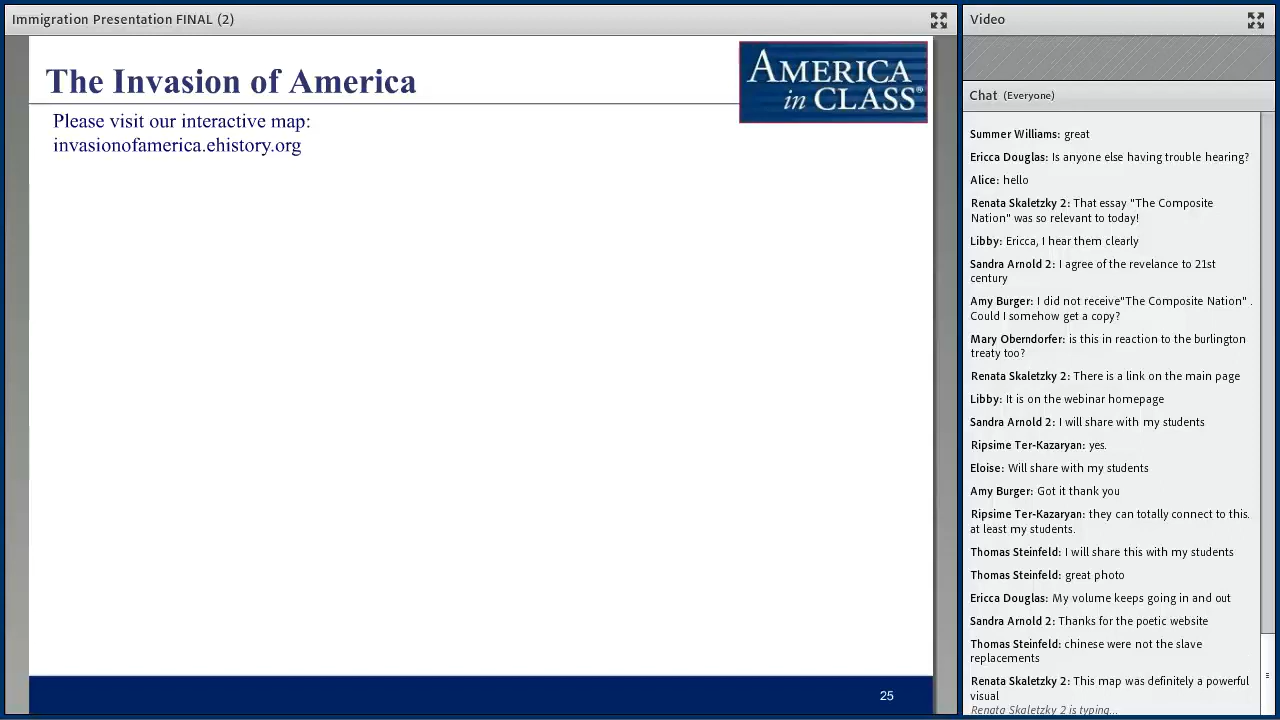 Immigration Presentation FINAL (2)
The Invasion of America
AMERICA
in CLASS®
Please visit our interactive map:
invasionofamerica.ehistory.org
25
Video
Chat (Everyone)
Summer Williams: great
Ericca Douglas: Is anyone else having trouble hearing?
Alice: hello
Renata Skaletzky 2: That essay "The Composite
Nation" was so relevant to today!
Libby: Ericca, I hear them clearly
Sandra Arnold 2: I agree of the revelance to 21st
century
Amy Burger: I did not receive"The Composite Nation" .
Could I somehow get a copy?
Mary Oberndorfer: is this in reaction to the burlington
treaty too?
Renata Skaletzky 2: There is a link on the main page
Libby: It is on the webinar homepage
Sandra Arnold 2: I will share with my students
Ripsime Ter-Kazaryan: yes.
Eloise: Will share with my students
Amy Burger: Got it thank you
Ripsime Ter-Kazaryan: they can totally connect to this.
at least my students.
Thomas Steinfeld: I will share this with my students
Thomas Steinfeld: great photo
Ericca Douglas: My volume keeps going in and out
Sandra Arnold 2: Thanks for the poetic website
Thomas Steinfeld: chinese were not the slave
replacements
Renata Skaletzky 2: This map was definitely a powerful
visual
Renata Skaletzky 2 is typing...